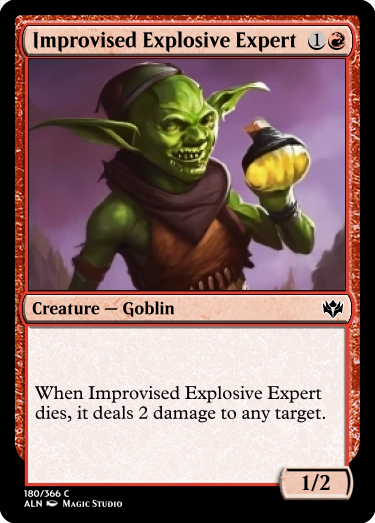 Improvised Explosive Expert 1
Creature — Goblin
When Improvised Explosive Expert
dies, it deals 2 damage to any target.
1/2
180/366 C
ALN Magic Studio